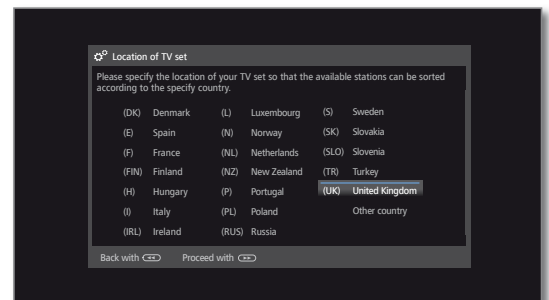 Location of TV set
Please specify the location of your TV set so that the available stations can be sorted
according to the specify country.
(DK) Denmark (L) Luxembourg (S) Sweden
(E) Spain (N) Norway (SK) Slovakia
(F) France (NL) Netherlands (SLO) Slovenia
(FIN) Finland (NZ) New Zealand (TR) Turkey
(H) Hungary (P) Portugal (UK) United Kingdom
(I) Italy (PL) Poland Other country
(IRL) Ireland (RUS) Russia
Back with Proceed with